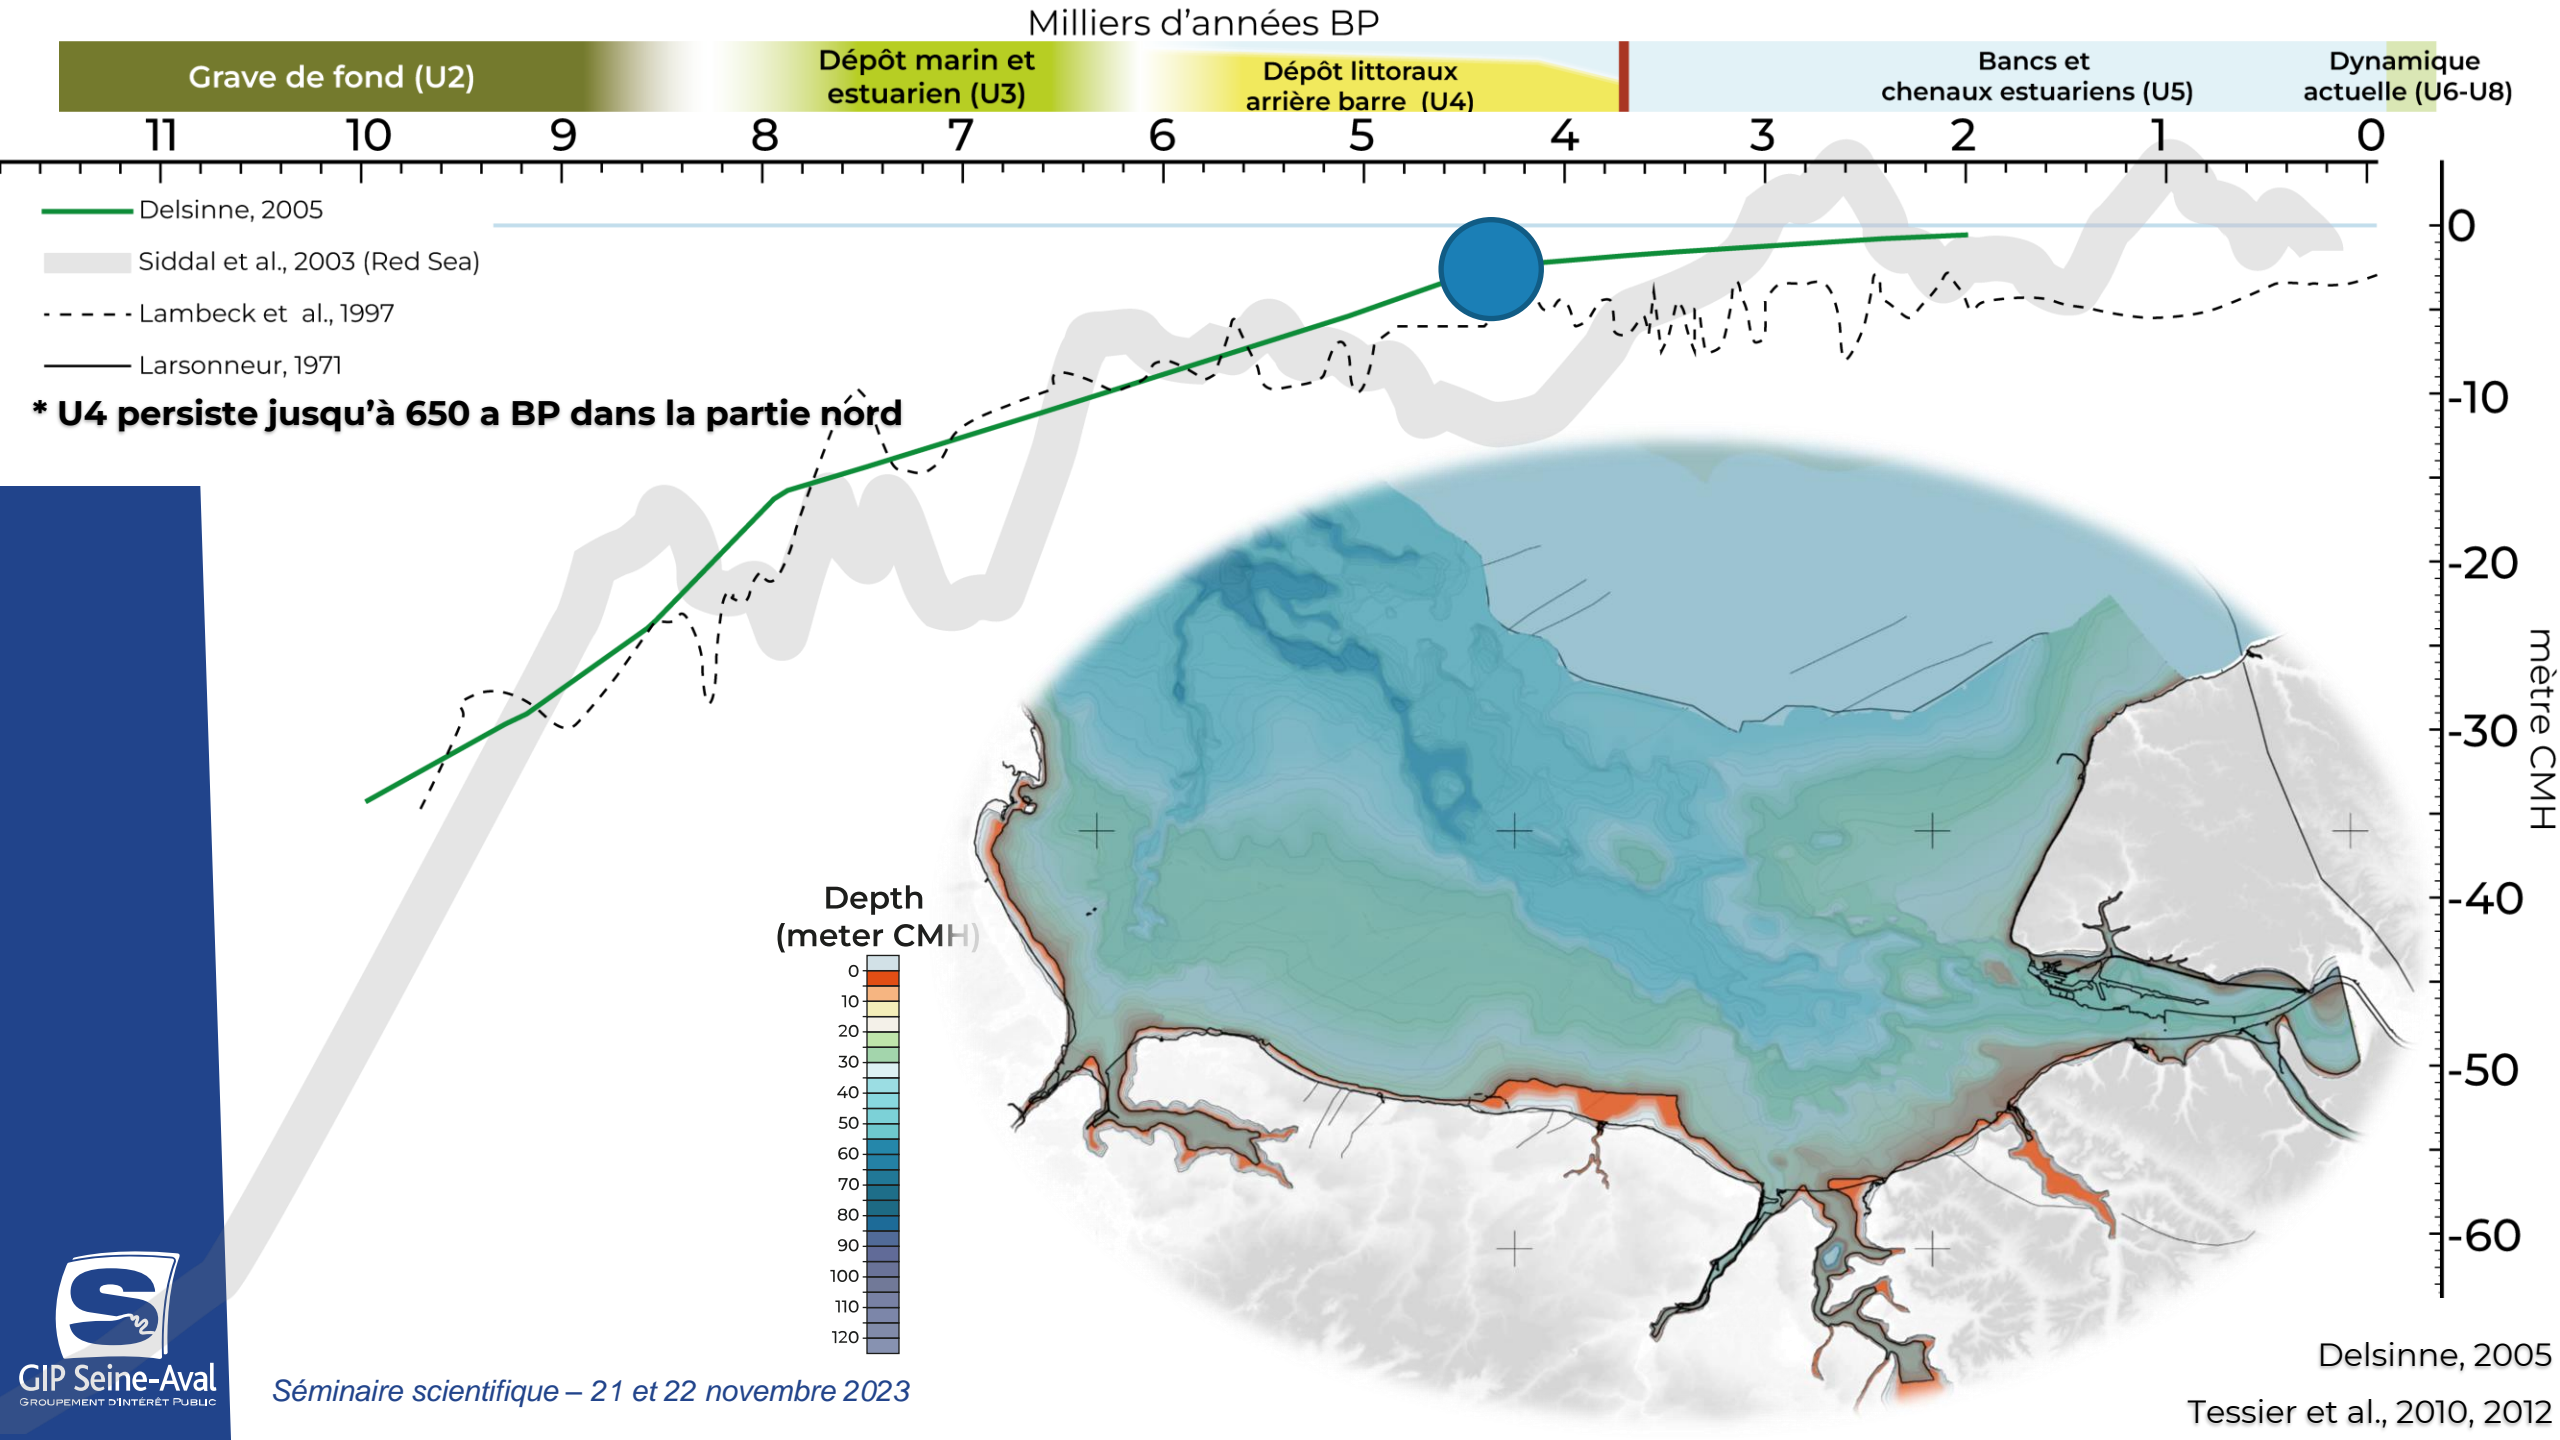 Milliers d'années BP
Grave de fond (U2)
Dépôt marin et
estuarien (U3)
Dépôt littoraux
arrière barre (U4)
Bancs et
chenaux estuariens (U5)
Dynamique
actuelle (U6-U8)
11 10 9 8 7 6 5 4 3 2 1 0
Delsinne, 2005
Siddal et al., 2003 (Red Sea)
Lambeck et al., 1997
Larsonneur, 1971
* U4 persiste jusqu'à 650 a BP dans la partie nord
0
-10
-20
-30
-40
-50
-60
mètre CMH
Depth
(meter CMH)
0
10
20
30
40
50
60
70
80
90
100
110
120
S
GIP Seine-Aval
GROUPEMENT D'INTÉRÊT PUBLIC
Séminaire scientifique – 21 et 22 novembre 2023
Delsinne, 2005
Tessier et al., 2010, 2012